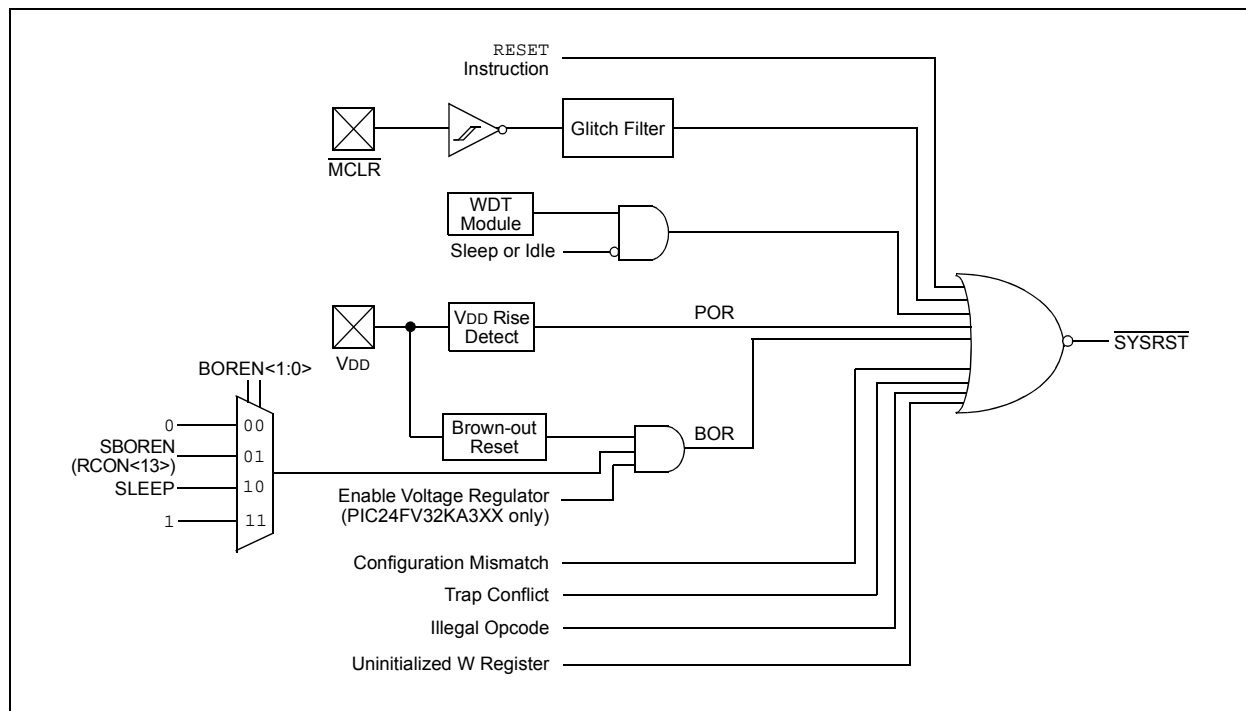 RESET
Instruction
Glitch Filter
MCLR
WDT
Module
Sleep or Idle
VDD Rise
Detect
POR
SYSRST
VDD
BOREN<1:0>
0
00
SBOREN
(RCON<13>)
01
SLEEP
10
1
11
Brown-out
Reset
BOR
Enable Voltage Regulator
(PIC24FV32KA3XX only)
Configuration Mismatch
Trap Conflict
Illegal Opcode
Uninitialized W Register